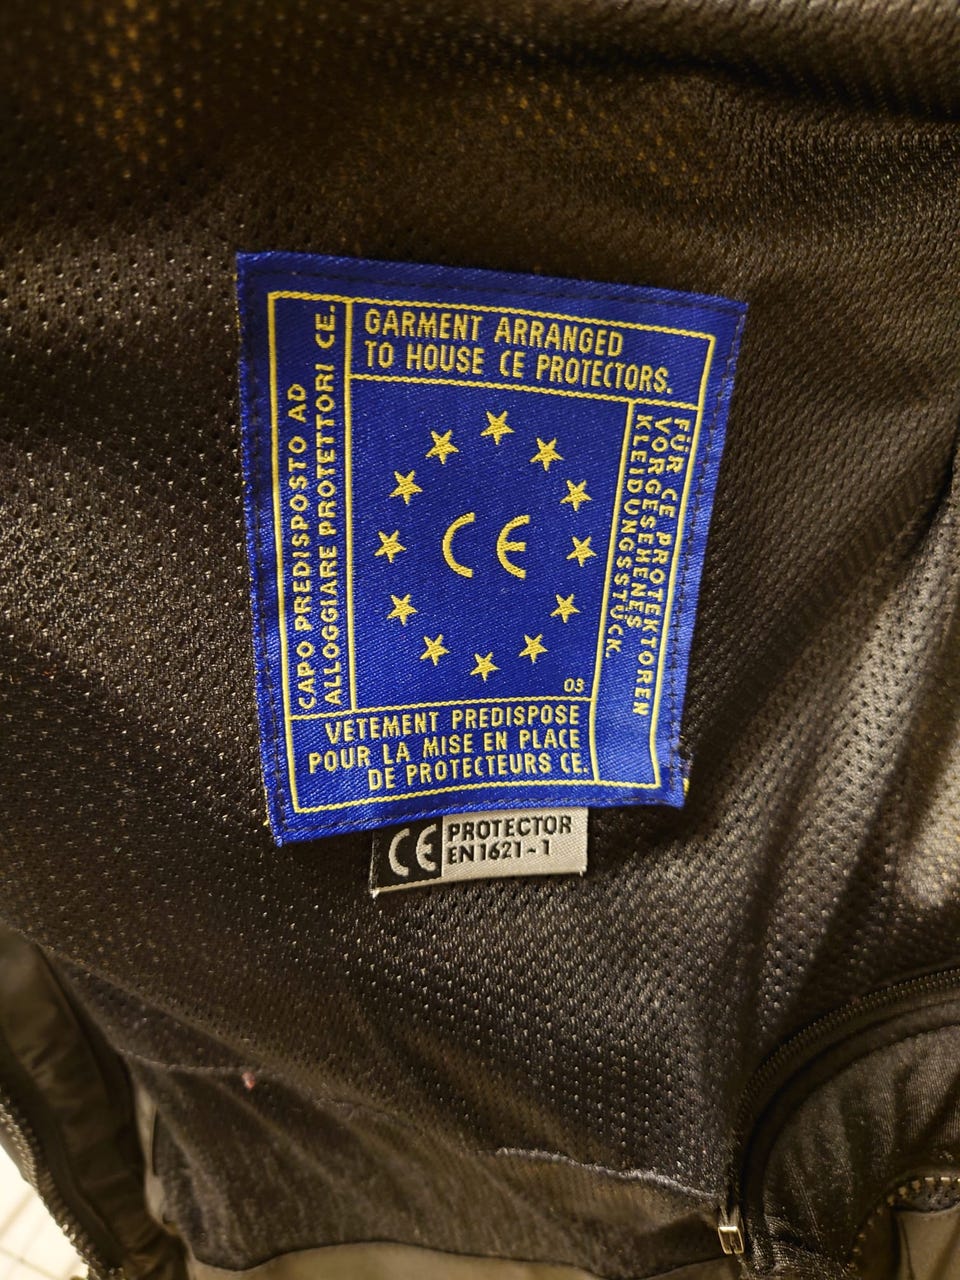 GARMENT ARRANGED
TO HOUSE CE PROTECTORS.
CAPO PREDISPOSTO AD
ALLOGGIARE PROTETTORI CE.
FÜR CE PROTEKTOREN
VORGESEHENES
KLEIDUNGSSTÜCK.
CE
03
VÊTEMENT PREDISPOSE
POUR LA MISE EN PLACE
DE PROTECTEURS CE.
CE PROTECTOR
EN1621-1